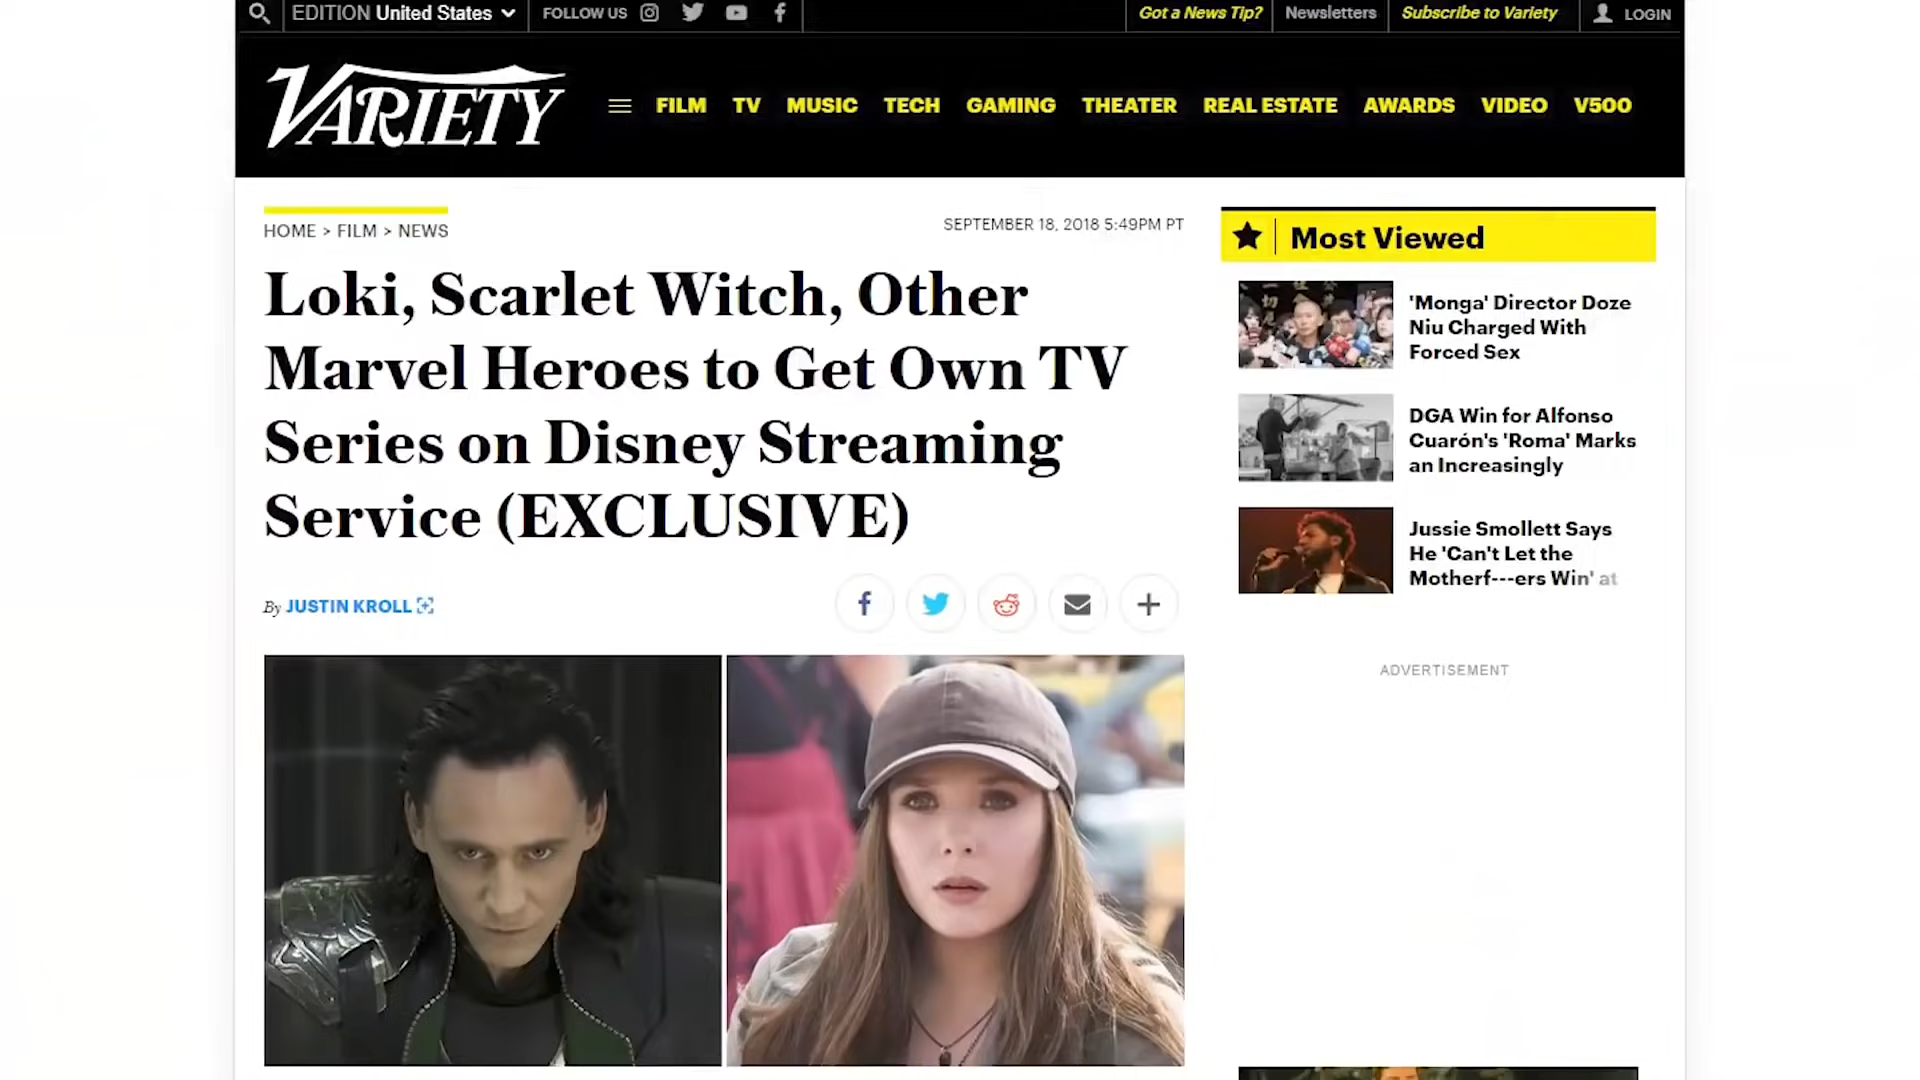 EDITION United States
FOLLOW US
Got a News Tip?
Newsletters
Subscribe to Variety
LOGIN
VARIETY
FILM TV MUSIC TECH GAMING THEATER REAL ESTATE AWARDS VIDEO V500
HOME > FILM > NEWS
SEPTEMBER 18, 2018 5:49PM PT
Loki, Scarlet Witch, Other
Marvel Heroes to Get Own TV
Series on Disney Streaming
Service (EXCLUSIVE)
By JUSTIN KROLL
Most Viewed
'Monga' Director Doze
Niu Charged With
Forced Sex
DGA Win for Alfonso
Cuarón's 'Roma' Marks
an Increasingly
Jussie Smollett Says
He 'Can't Let the
Motherf---ers Win' at
ADVERTISEMENT